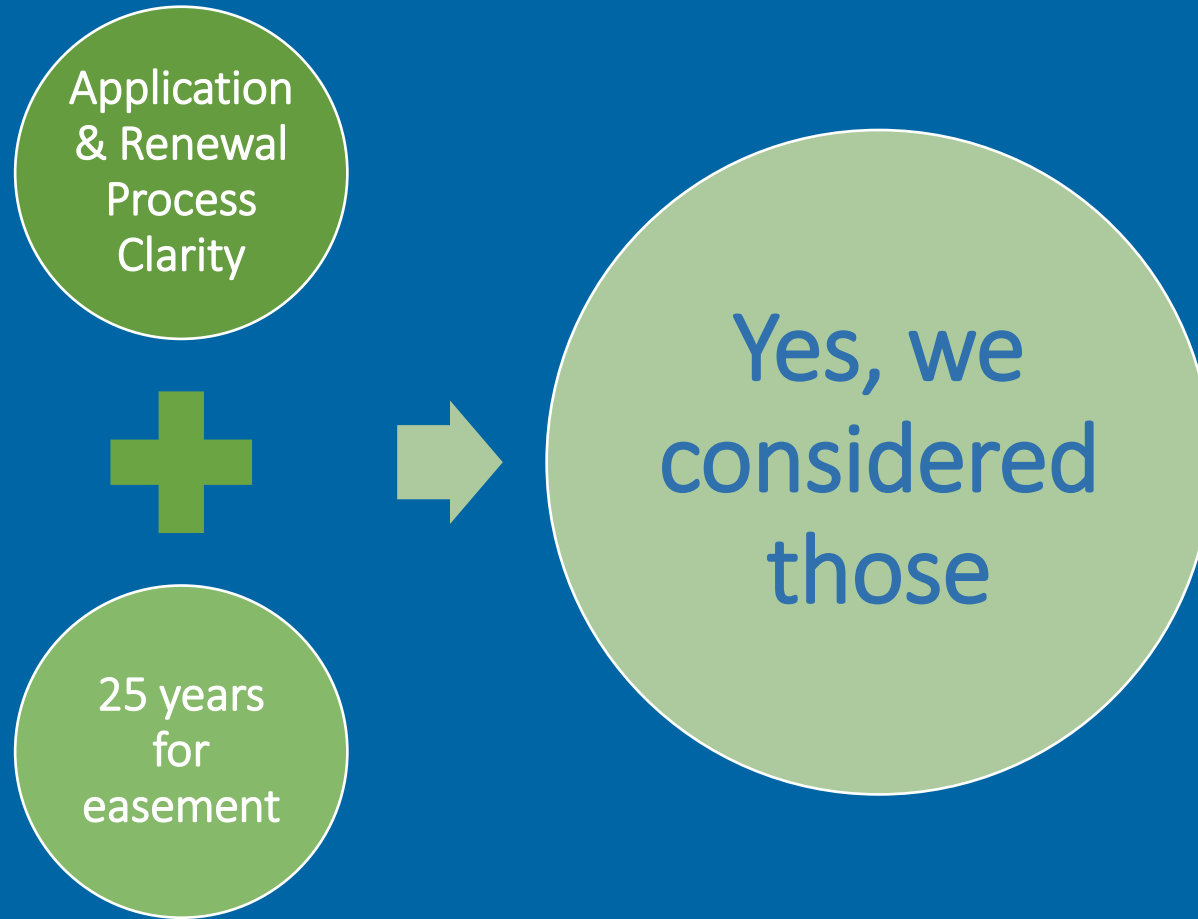 Application
& Renewal
Process
Clarity
25 years
for
easement
Yes, we
considered
those